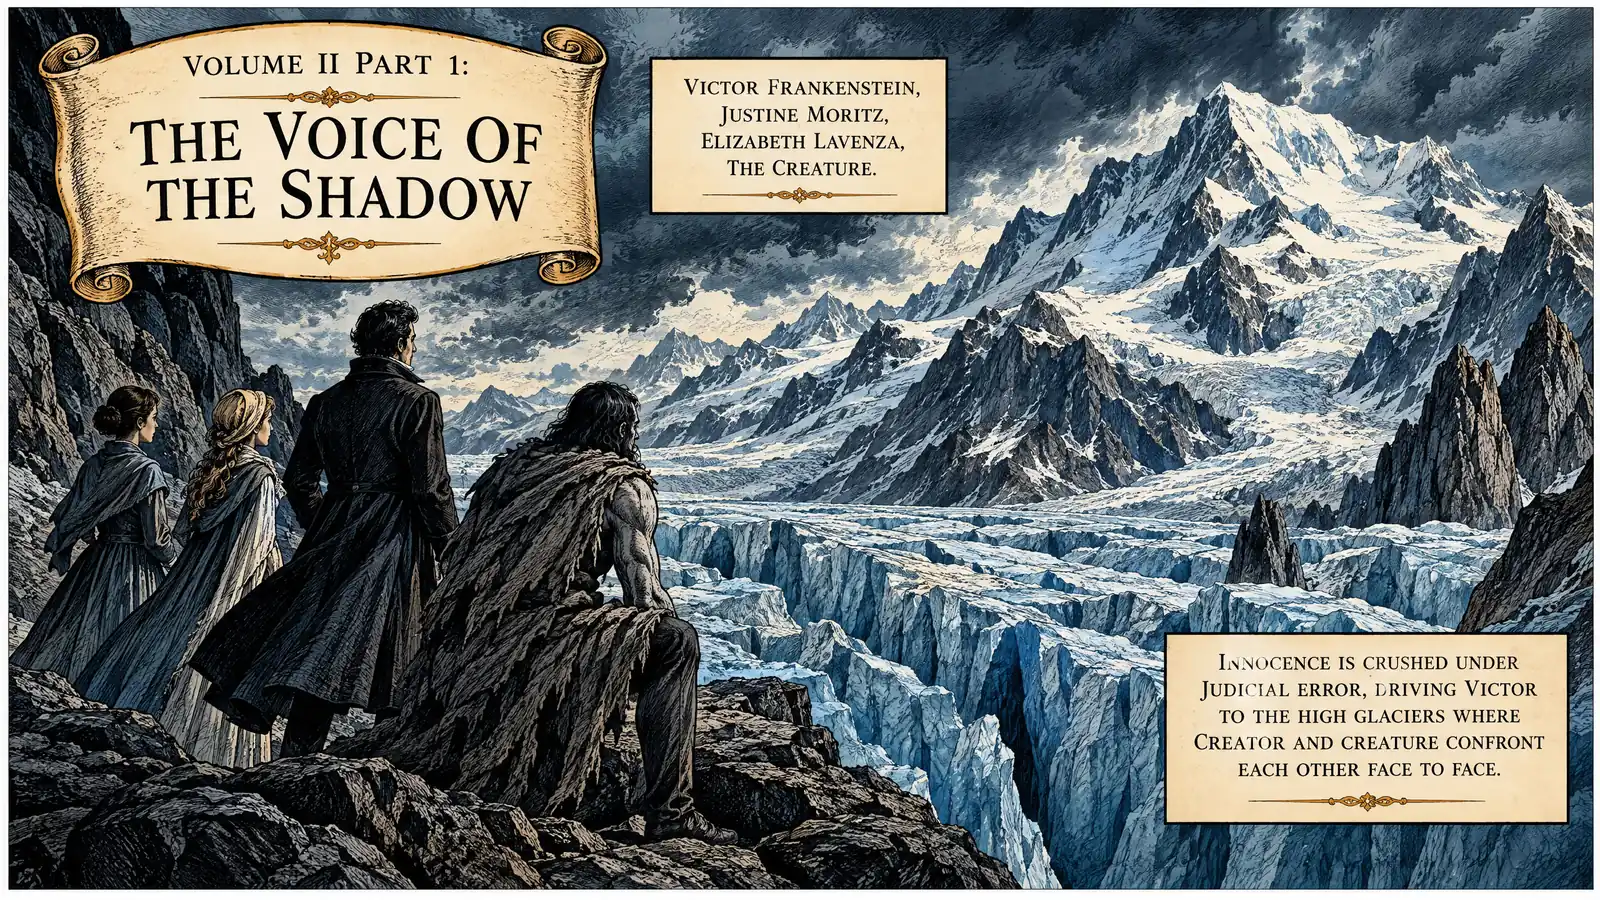 Volume II Part 1:
The Voice Of
the Shadow
Victor Frankenstein,
Justine Moritz,
Elizabeth Lavenza,
The Creature.
Innocence is crushed under
Judicial error, driving Victor
to the high glaciers where
Creator and creature confront
each other face to face.